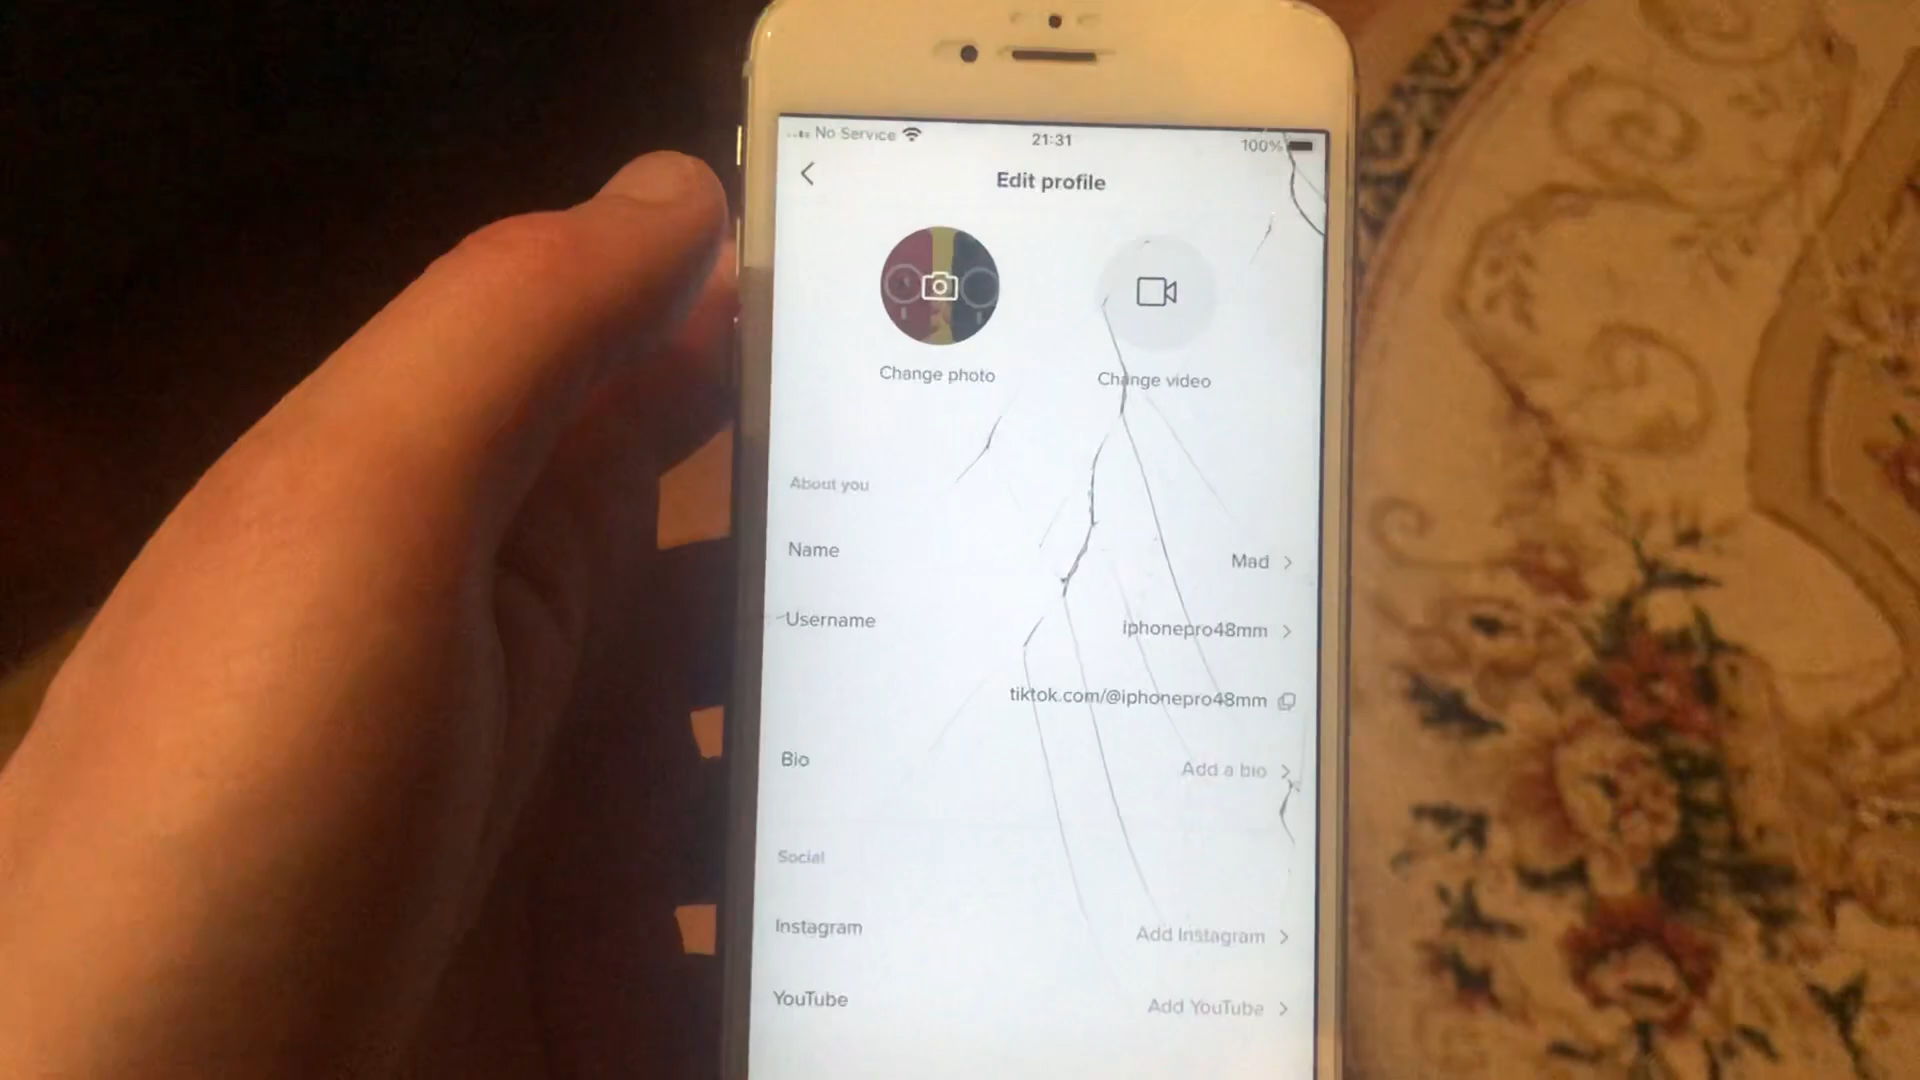 No Service 21:31 100%
Edit profile
Change photo Change video
About you
Name Mad
Username iphonepro48mm
tiktok.com/@iphonepro48mm
Bio Add a bio
Social
Instagram Add Instagram
YouTube Add YouTube